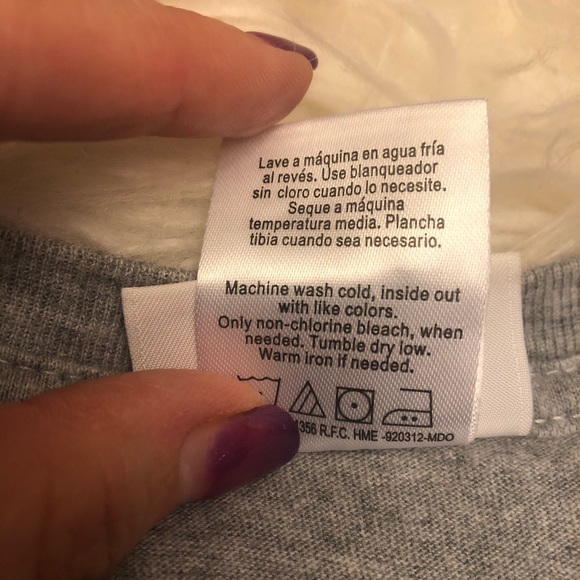 Lave a máquina en agua fría
al revés. Use blanqueador
sin cloro cuando lo necesite.
Seque a máquina
temperatura media. Plancha
tibia cuando sea necesario.
Machine wash cold, inside out
with like colors.
Only non-chlorine bleach, when
needed. Tumble dry low.
Warm iron if needed.
356 R.F.C. HME -920312-MDO